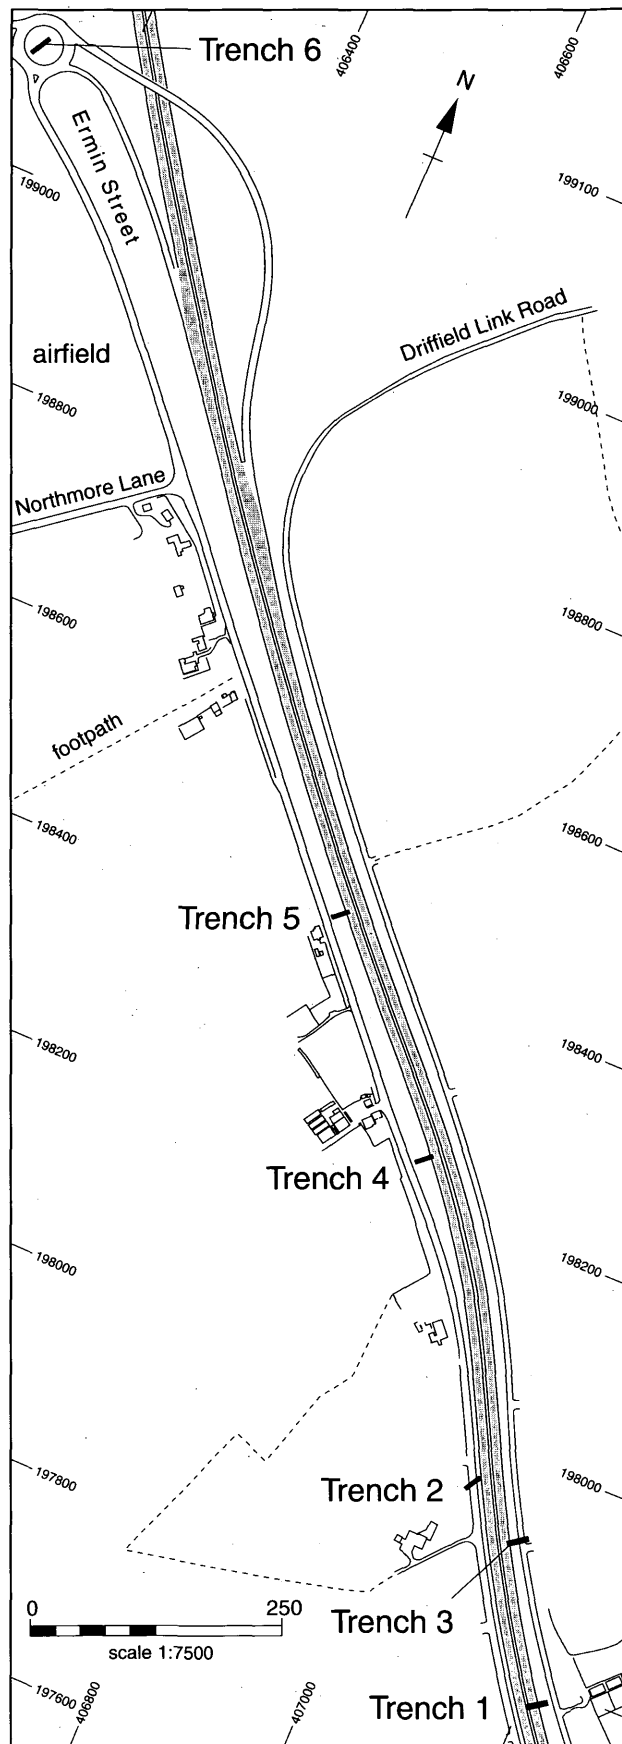 Trench 6
406400
406600
N
Ermin Street
199000
199100
Driffield Link Road
airfield
198800
199000
Northmore Lane
198600
198800
footpath
198400
198600
Trench 5
198200
198400
Trench 4
198000
198200
197800
Trench 2
198000
0 250
scale 1:7500
Trench 3
197600
406800
407000
Trench 1